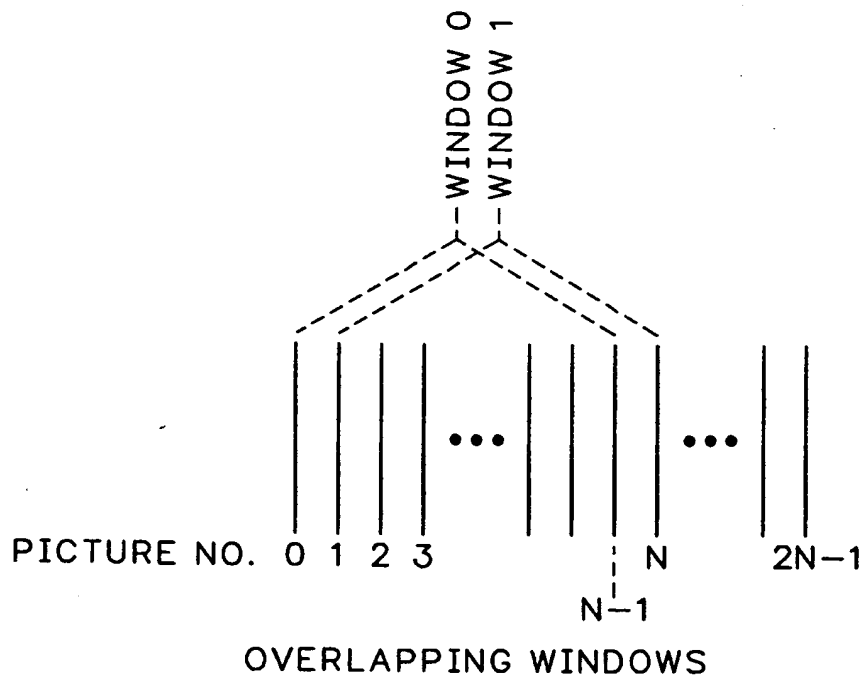 WINDOW 0
WINDOW 1
PICTURE NO. 0 1 2 3 N 2N-1
N-1
OVERLAPPING WINDOWS